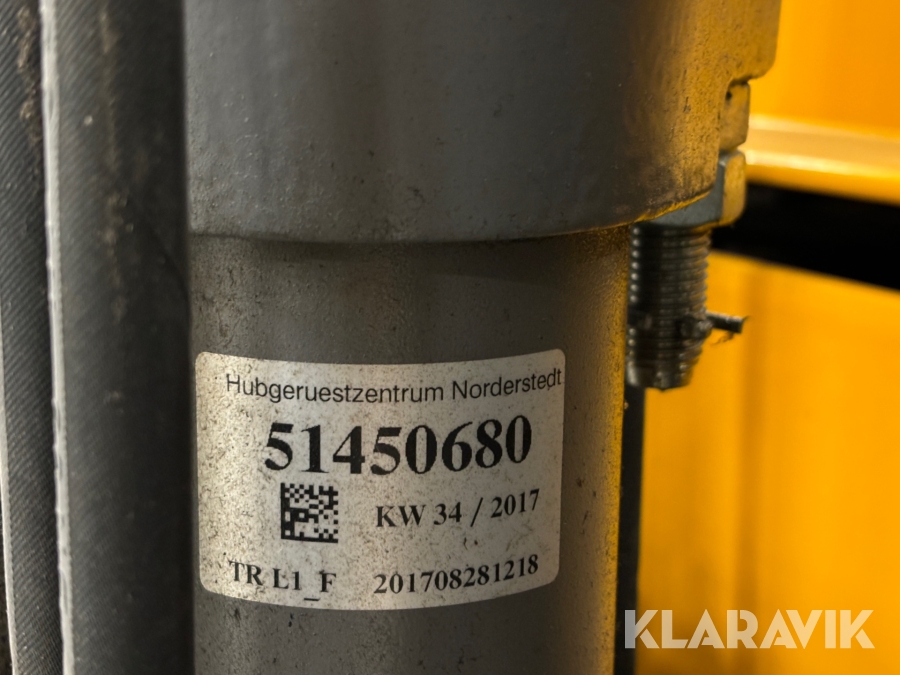 Hubgeruestzentrum Norderstedt
51450680
KW 34 / 2017
TR L1_F 201708281218
KLARAVIK